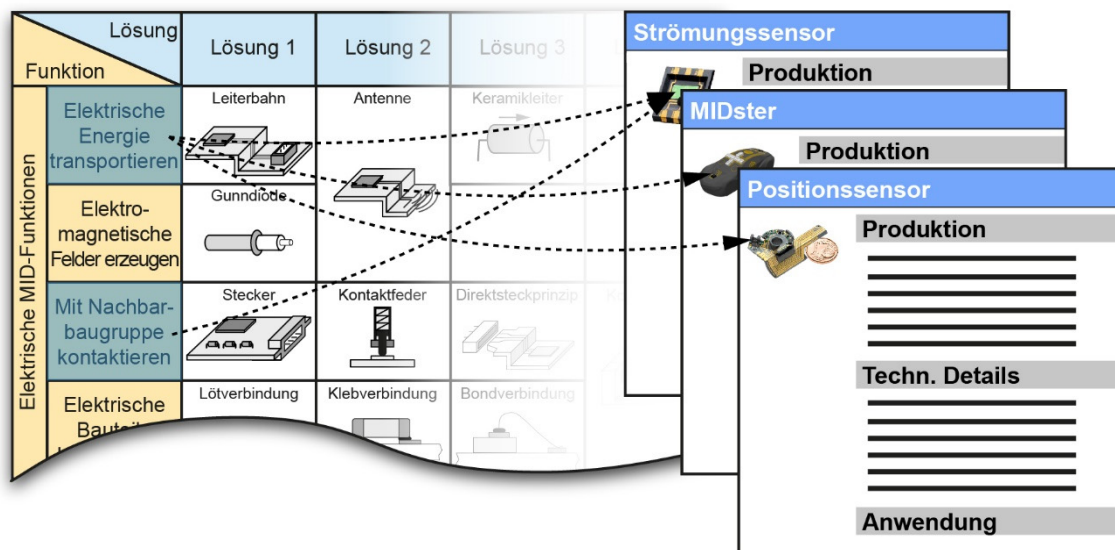 Lösung
Funktion
Lösung 1
Lösung 2
Lösung 3
Elektrische MID-Funktionen
Elektrische
Energie
transportieren
Leiterbahn
Antenne
Keramikleiter
Elektro-
magnetische
Felder erzeugen
Gunndiode
Mit Nachbar-
baugruppe
kontaktieren
Stecker
Kontaktfeder
Direktsteckprinzip
Elektrische
Lötverbindung
Klebverbindung
Bondverbindung
Strömungssensor
Produktion
MIDster
Produktion
Positionssensor
Produktion
Techn. Details
Anwendung